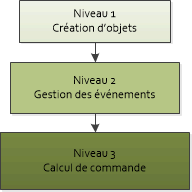 Niveau 1
Création d'objets
Niveau 2
Gestion des événements
Niveau 3
Calcul de commande